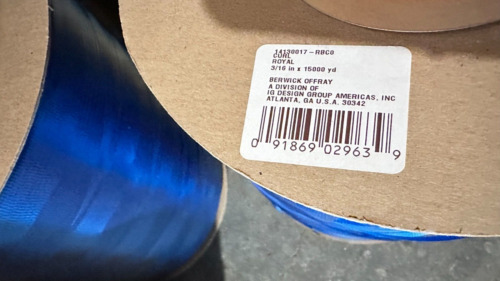 14138017-RBC0
CURL
ROYAL
3/16 in x 15000 yd
BERWICK OFFRAY
A DIVISION OF
IG DESIGN GROUP AMERICAS, INC
ATLANTA, GA U.S.A. 30342
0 91869 02963 9